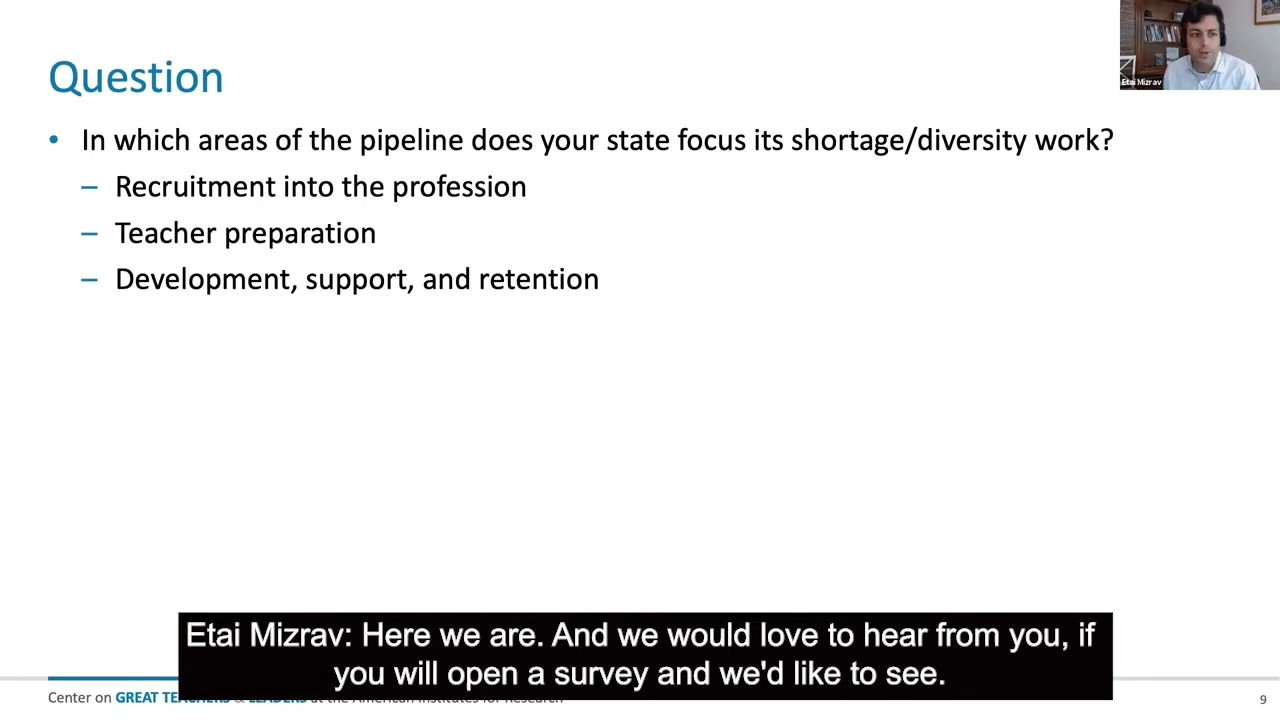 Etai Mizrav
Question
• In which areas of the pipeline does your state focus its shortage/diversity work?
– Recruitment into the profession
– Teacher preparation
– Development, support, and retention
Etai Mizrav: Here we are. And we would love to hear from you, if
you will open a survey and we'd like to see.
Center on GREAT TEACHERS & LEADERS at the American Institutes for Research
9